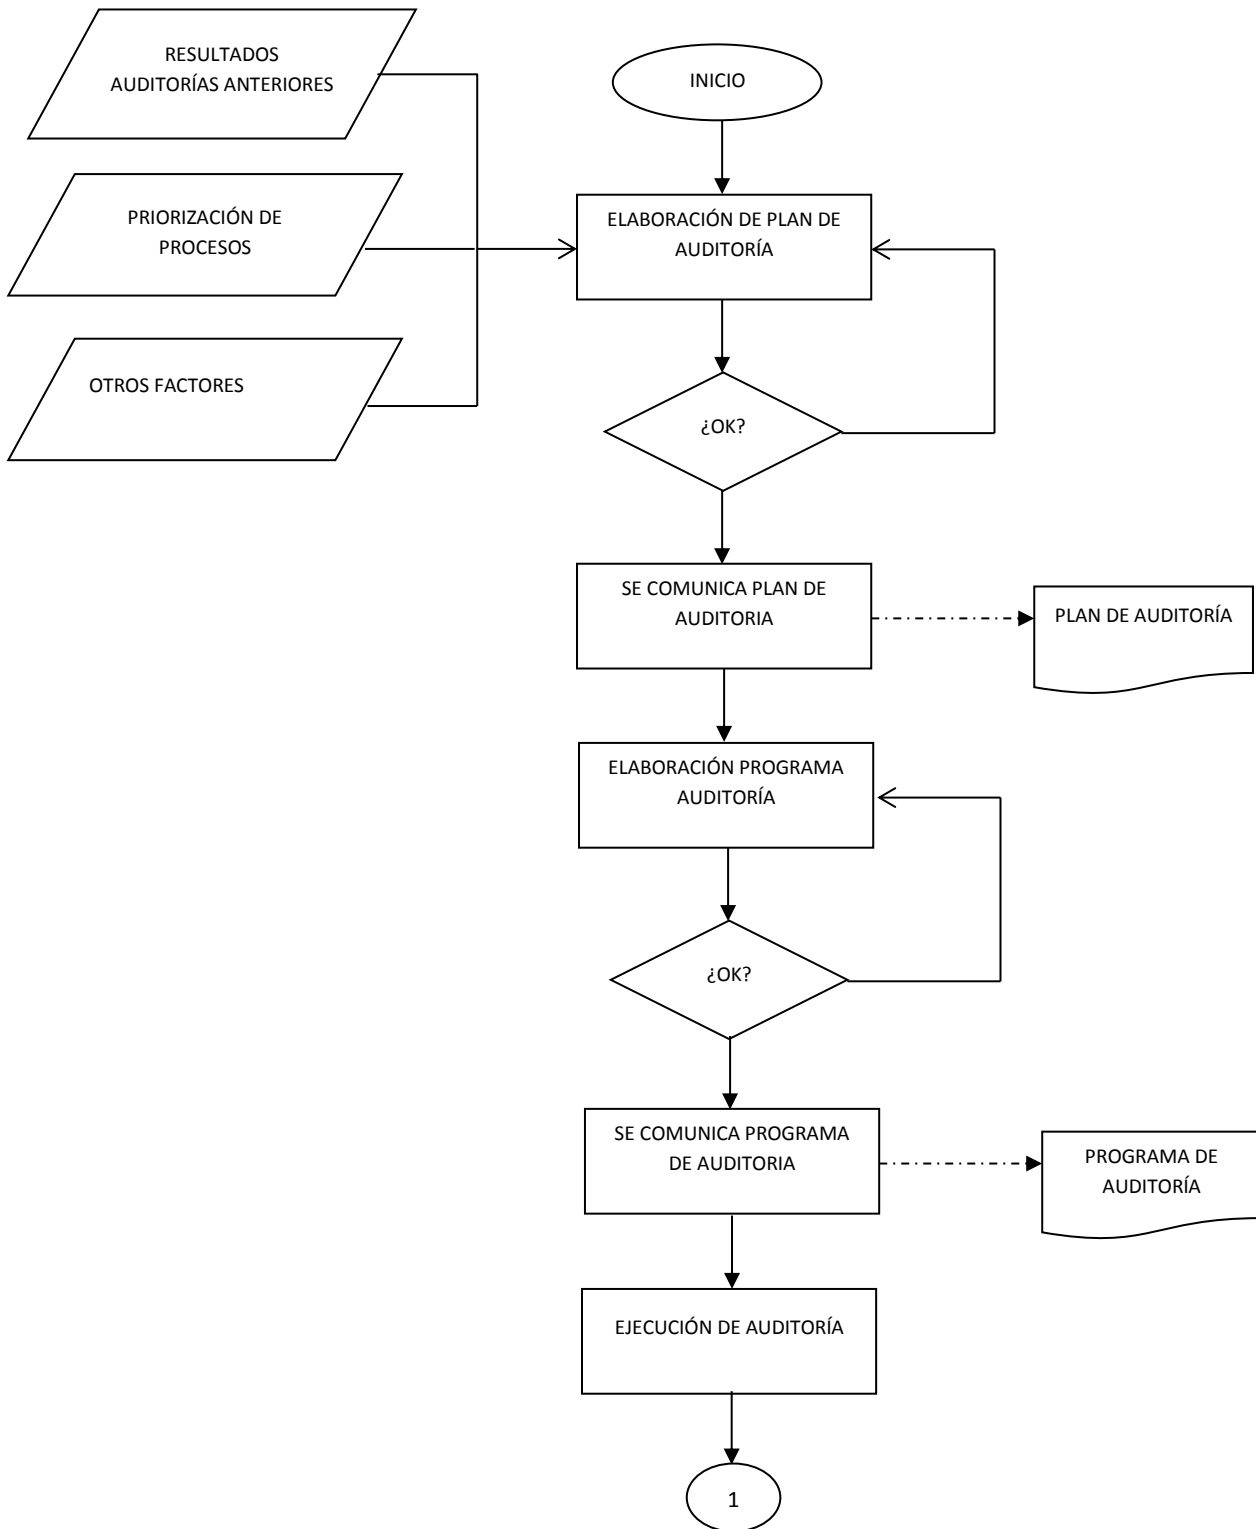 RESULTADOS
AUDITORÍAS ANTERIORES
INICIO
PRIORIZACIÓN DE
PROCESOS
ELABORACIÓN DE PLAN DE
AUDITORÍA
OTROS FACTORES
¿OK?
SE COMUNICA PLAN DE
AUDITORIA
PLAN DE AUDITORÍA
ELABORACIÓN PROGRAMA
AUDITORÍA
¿OK?
SE COMUNICA PROGRAMA
DE AUDITORIA
PROGRAMA DE
AUDITORÍA
EJECUCIÓN DE AUDITORÍA
1